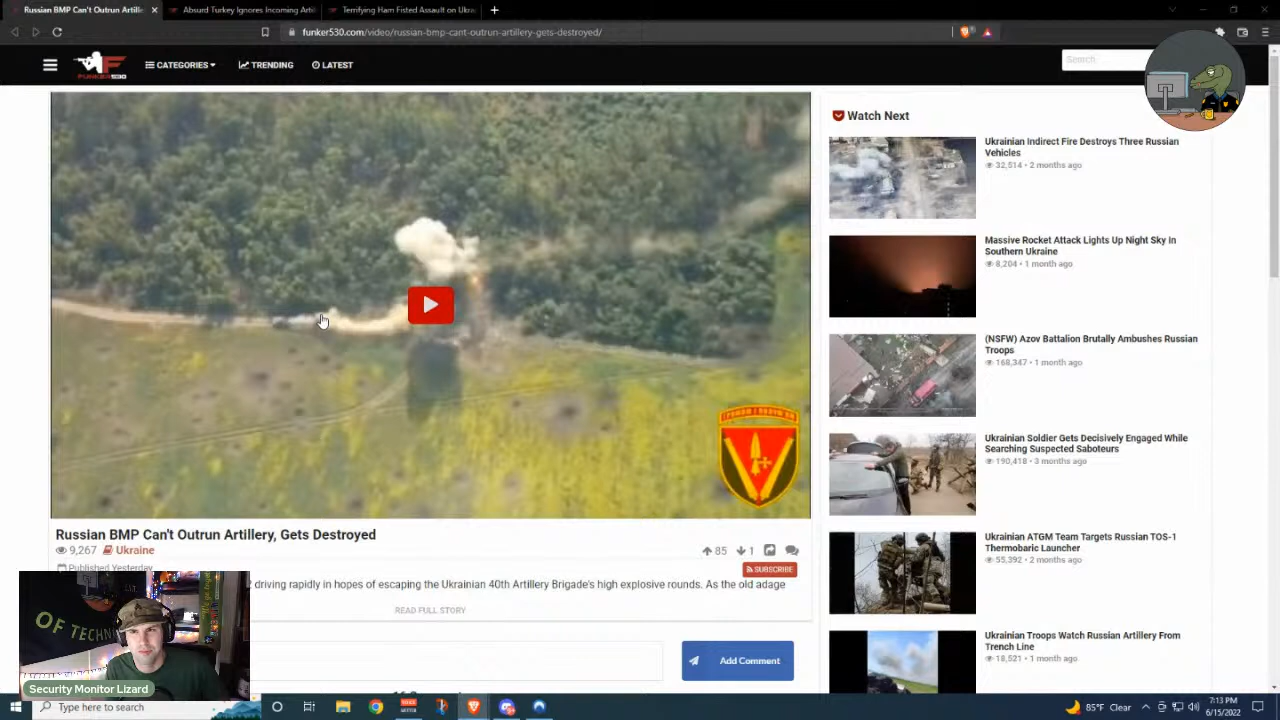 Russian BMP Can't Outrun Artille
Absurd Turkey Ignores Incoming Arti
Terrifying Ham Fisted Assault on Ukra
funker530.com/video/russian-bmp-cant-outrun-artillery-gets-destroyed/
FUNKER530
CATEGORIES
TRENDING
LATEST
Search
Watch Next
Ukrainian Indirect Fire Destroys Three Russian
Vehicles
32,514 • 2 months ago
Massive Rocket Attack Lights Up Night Sky In
Southern Ukraine
8,204 • 1 month ago
(NSFW) Azov Battalion Brutally Ambushes Russian
Troops
168,347 • 1 month ago
Ukrainian Soldier Gets Decisively Engaged While
Searching Suspected Saboteurs
190,418 • 3 months ago
Ukrainian ATGM Team Targets Russian TOS-1
Thermobaric Launcher
55,392 • 2 months ago
Ukrainian Troops Watch Russian Artillery From
Trench Line
18,521 • 1 month ago
Russian BMP Can't Outrun Artillery, Gets Destroyed
9,267 Ukraine
85 1
Published Yesterday
SUBSCRIBE
driving rapidly in hopes of escaping the Ukrainian 40th Artillery Brigade's high explosive rounds. As the old adage
READ FULL STORY
Add Comment
OF TECHN
Security Monitor Lizard
Type here to search
85°F Clear
7:13 PM
6/15/2022